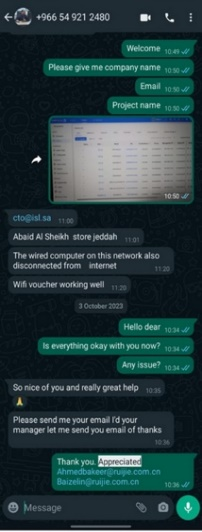 +966 54 921 2480
Welcome 10:49
Please give me company name 10:50
Email 10:50
Project name 10:50
10:50
cto@isl.sa 11:00
Abaid Al Sheikh store jeddah 11:01
The wired computer on this network also
disconnected from internet 11:20
Wifi voucher working well 11:20
3 October 2023
Hello dear 10:34
Is everything okay with you now? 10:34
Any issue? 10:34
So nice of you and really great help 10:35
🙏
Please send me your email I'd your
manager let me send you email of thanks
10:36
Thank you. Appreciated
Ahmedbakeer@ruijie.com.cn
Baizelin@ruijie.com.cn 10:36
Message